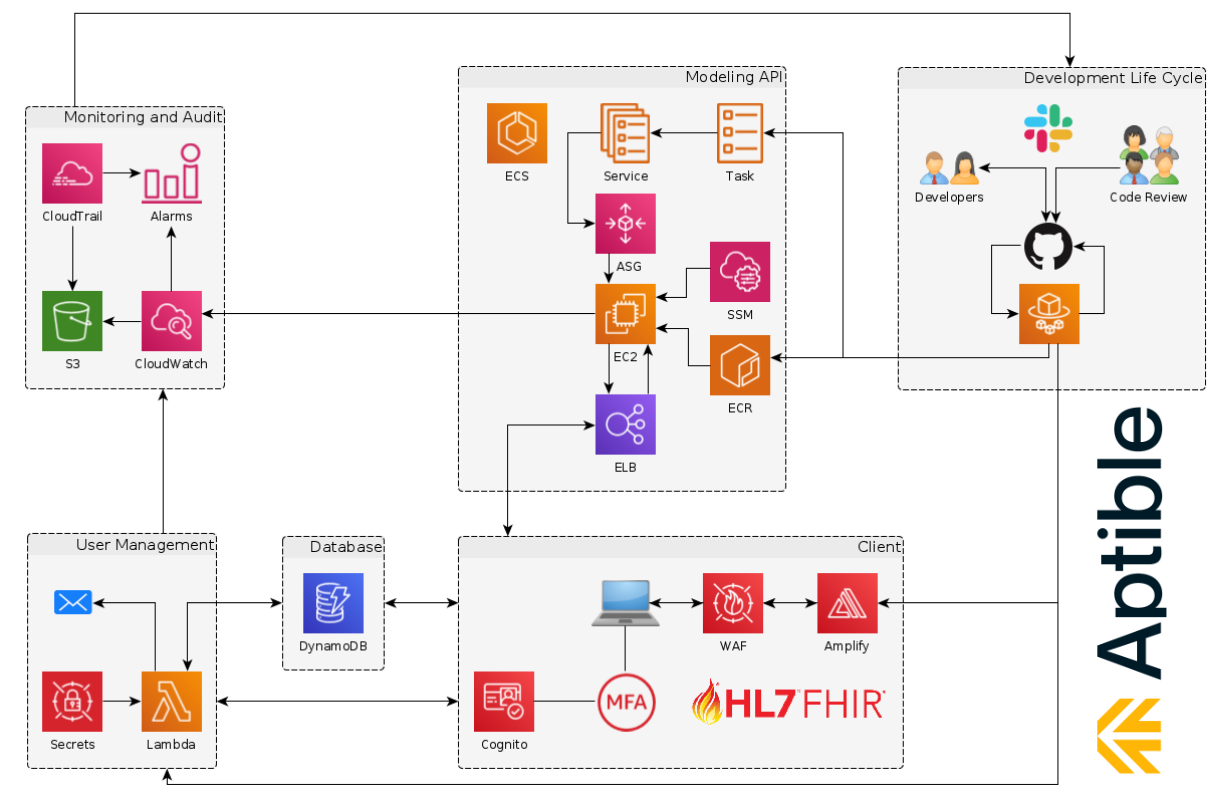 Monitoring and Audit
CloudTrail
Alarms
S3
CloudWatch
Modeling API
ECS
Service
Task
ASG
SSM
EC2
ECR
ELB
Development Life Cycle
Developers
Code Review
User Management
Secrets
Lambda
Database
DynamoDB
Client
WAF
Amplify
Cognito
MFA
HL7 FHIR
Aptible